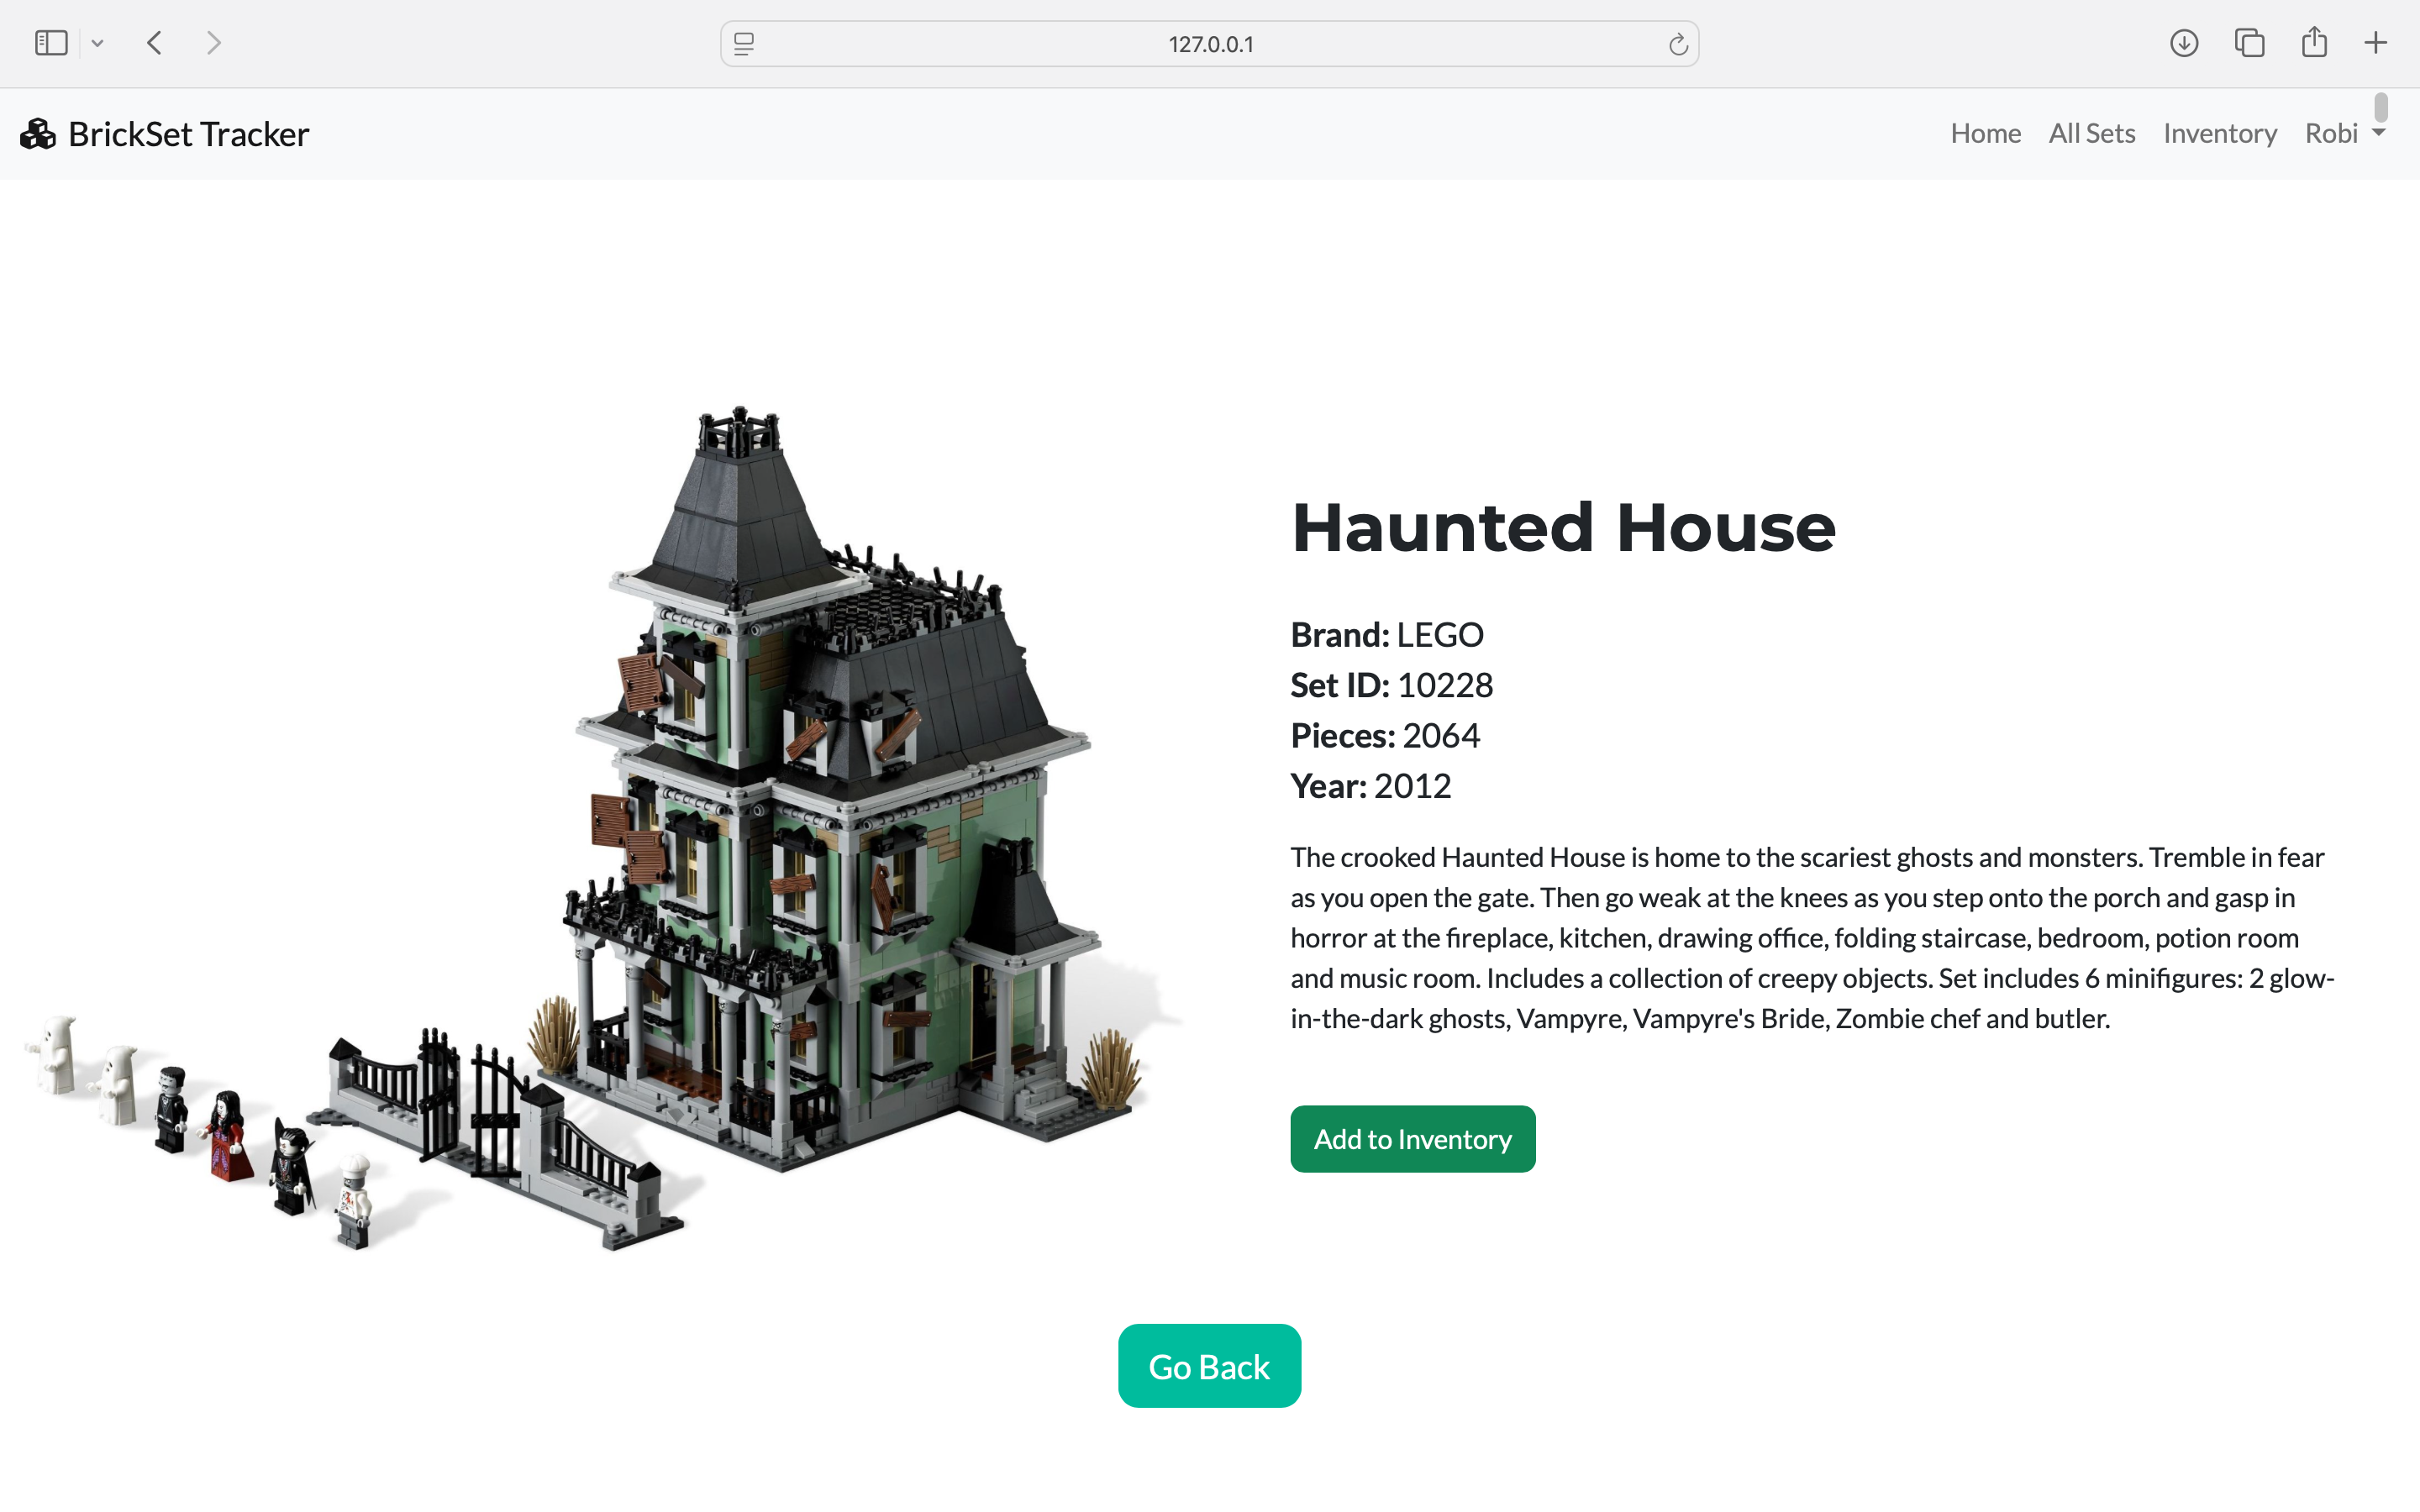 127.0.0.1
BrickSet Tracker
Home All Sets Inventory Robi
Haunted House
Brand: LEGO
Set ID: 10228
Pieces: 2064
Year: 2012
The crooked Haunted House is home to the scariest ghosts and monsters. Tremble in fear
as you open the gate. Then go weak at the knees as you step onto the porch and gasp in
horror at the fireplace, kitchen, drawing office, folding staircase, bedroom, potion room
and music room. Includes a collection of creepy objects. Set includes 6 minifigures: 2 glow-
in-the-dark ghosts, Vampyre, Vampyre's Bride, Zombie chef and butler.
Add to Inventory
Go Back